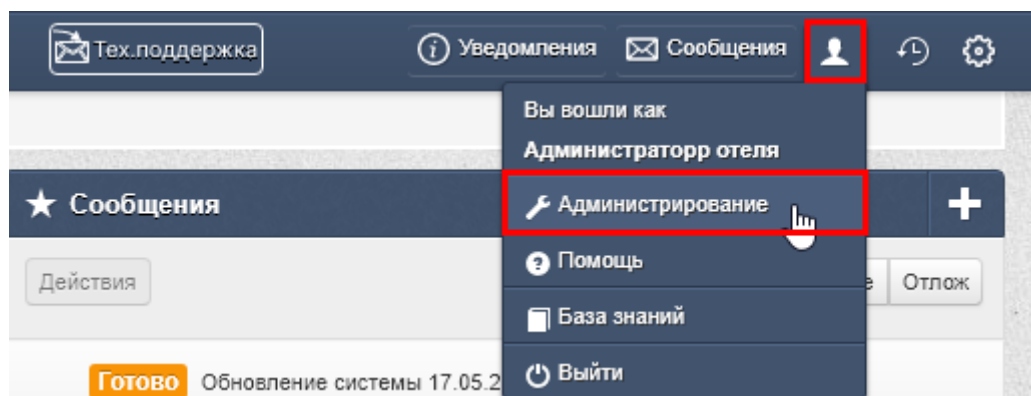 Тех.поддержка
Уведомления
Сообщения
Вы вошли как
Администраторр отеля
Сообщения
Администрирование
Действия
Помощь
Отлож
База знаний
Готово Обновление системы 17.05.2
Выйти